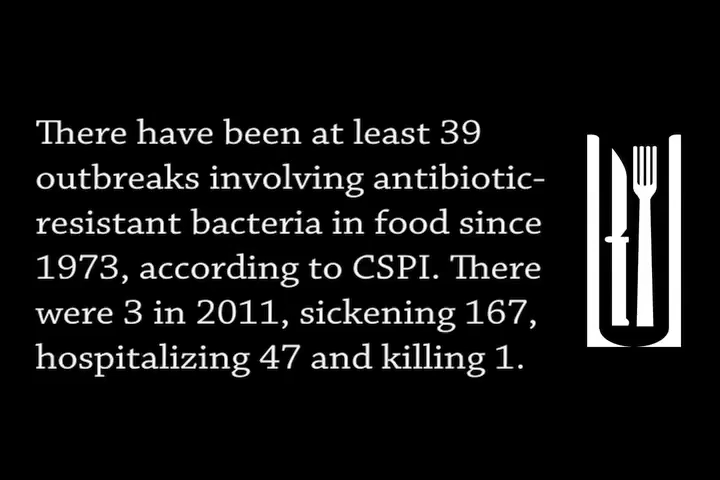 There have been at least 39
outbreaks involving antibiotic-
resistant bacteria in food since
1973, according to CSPI. There
were 3 in 2011, sickening 167,
hospitalizing 47 and killing 1.